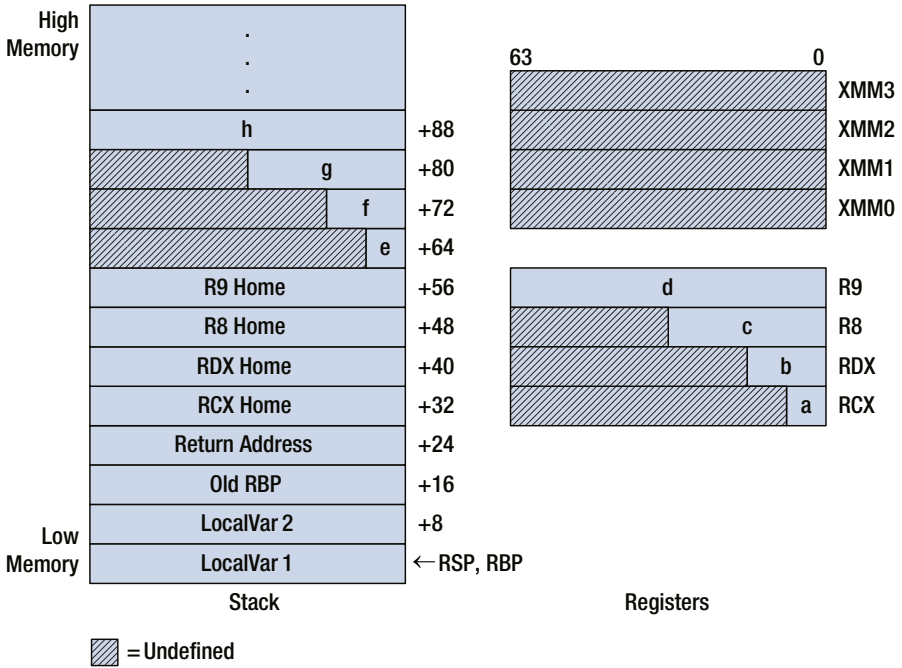 High
Memory
.
.
.
h +88
g +80
f +72
e +64
R9 Home +56
R8 Home +48
RDX Home +40
RCX Home +32
Return Address +24
Old RBP +16
LocalVar 2 +8
Low
Memory
LocalVar 1 ←RSP, RBP
Stack
63 0
XMM3
XMM2
XMM1
XMM0
d R9
c R8
b RDX
a RCX
Registers
= Undefined